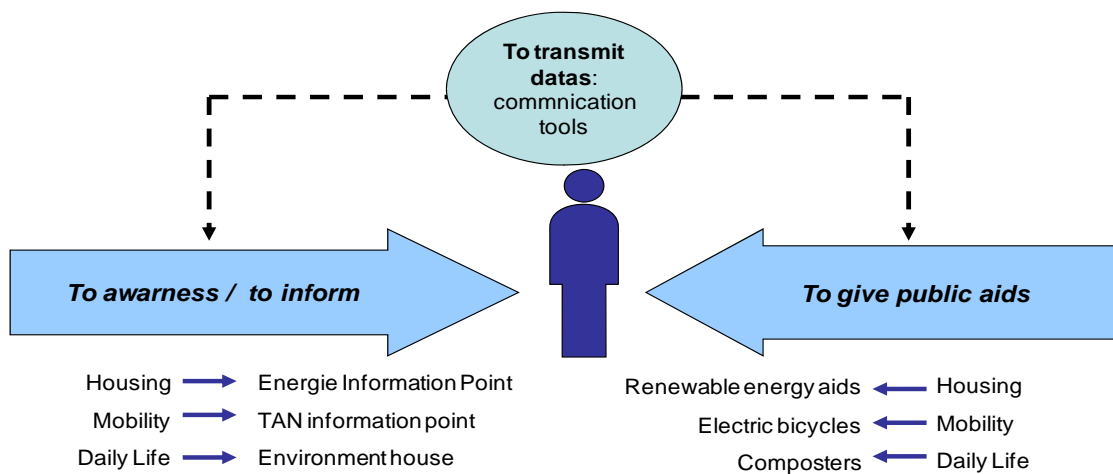 To transmit
datas:
commnication
tools
To awarness / to inform
To give public aids
Housing Energie Information Point
Mobility TAN information point
Daily Life Environment house
Renewable energy aids Housing
Electric bicycles Mobility
Composters Daily Life